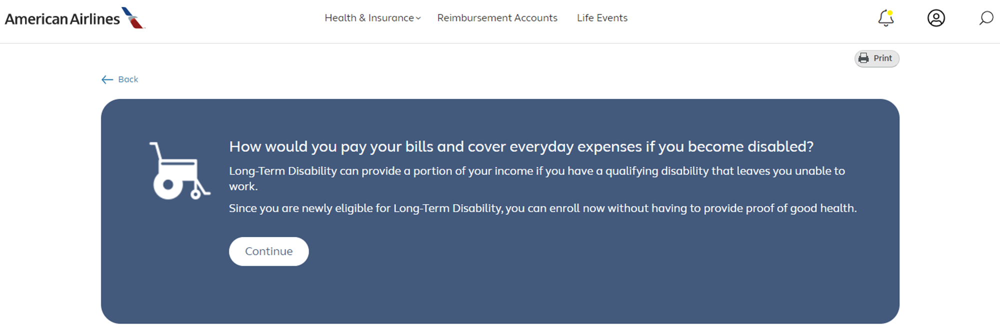 American Airlines
Health & Insurance
Reimbursement Accounts
Life Events
Print
Back
How would you pay your bills and cover everyday expenses if you become disabled?
Long-Term Disability can provide a portion of your income if you have a qualifying disability that leaves you unable to
work.
Since you are newly eligible for Long-Term Disability, you can enroll now without having to provide proof of good health.
Continue